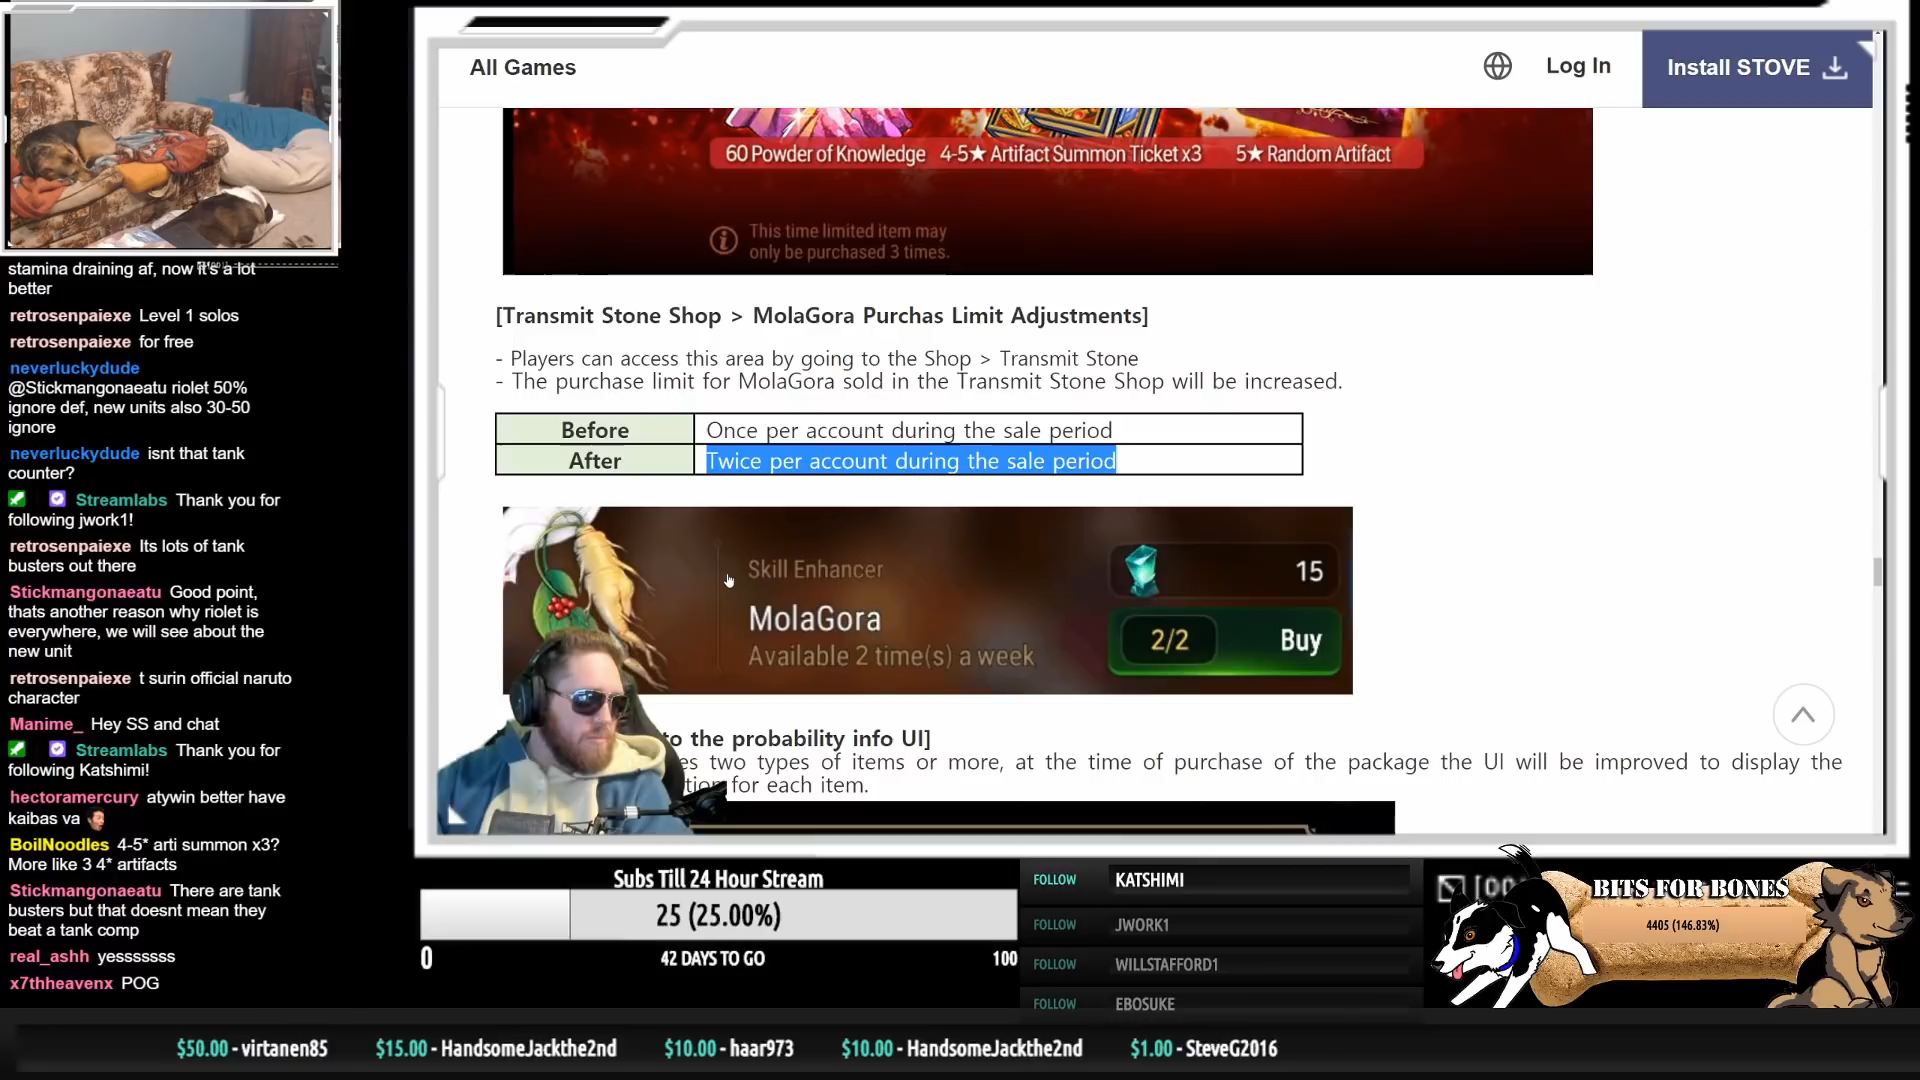 All Games
Log In
Install STOVE
60 Powder of Knowledge 4-5★ Artifact Summon Ticket x3 5★ Random Artifact
This time limited item may
only be purchased 3 times.
[Transmit Stone Shop > MolaGora Purchas Limit Adjustments]
- Players can access this area by going to the Shop > Transmit Stone
- The purchase limit for MolaGora sold in the Transmit Stone Shop will be increased.
Before Once per account during the sale period
After Twice per account during the sale period
Skill Enhancer
MolaGora
Available 2 time(s) a week
15
2/2 Buy
to the probability info UI]
two types of items or more, at the time of purchase of the package the UI will be improved to display the
for each item.
stamina draining af, now it's a lot
better
retrosenpaiexe Level 1 solos
retrosenpaiexe for free
neverluckydude
@Stickmangonaeatu riolet 50%
ignore def, new units also 30-50
ignore
neverluckydude isnt that tank
counter?
Streamlabs Thank you for
following jwork1!
retrosenpaiexe Its lots of tank
busters out there
Stickmangonaeatu Good point,
thats another reason why riolet is
everywhere, we will see about the
new unit
retrosenpaiexe t surin official naruto
character
Manime_ Hey SS and chat
Streamlabs Thank you for
following Katshimi!
hectoramercury atywin better have
kaibas va
BoilNoodles 4-5* arti summon x3?
More like 3 4* artifacts
Stickmangonaeatu There are tank
busters but that doesnt mean they
beat a tank comp
real_ashh yesssssss
x7thheavenx POG
Subs Till 24 Hour Stream
25 (25.00%)
0 42 DAYS TO GO 100
FOLLOW KATSHIMI
FOLLOW JWORK1
FOLLOW WILLSTAFFORD1
FOLLOW EBOSUKE
BITS FOR BONES
4405 (146.83%)
$50.00 - virtanen85 $15.00 - HandsomeJackthe2nd $10.00 - haar973 $10.00 - HandsomeJackthe2nd $1.00 - SteveG2016